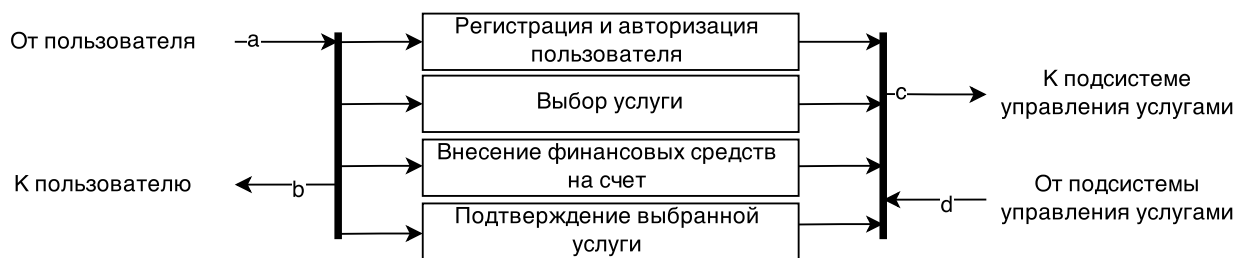 От пользователя
a
Регистрация и авторизация
пользователя
Выбор услуги
c
К подсистеме
управления услугами
Внесение финансовых средств
на счет
К пользователю
b
От подсистемы
управления услугами
d
Подтверждение выбранной
услуги